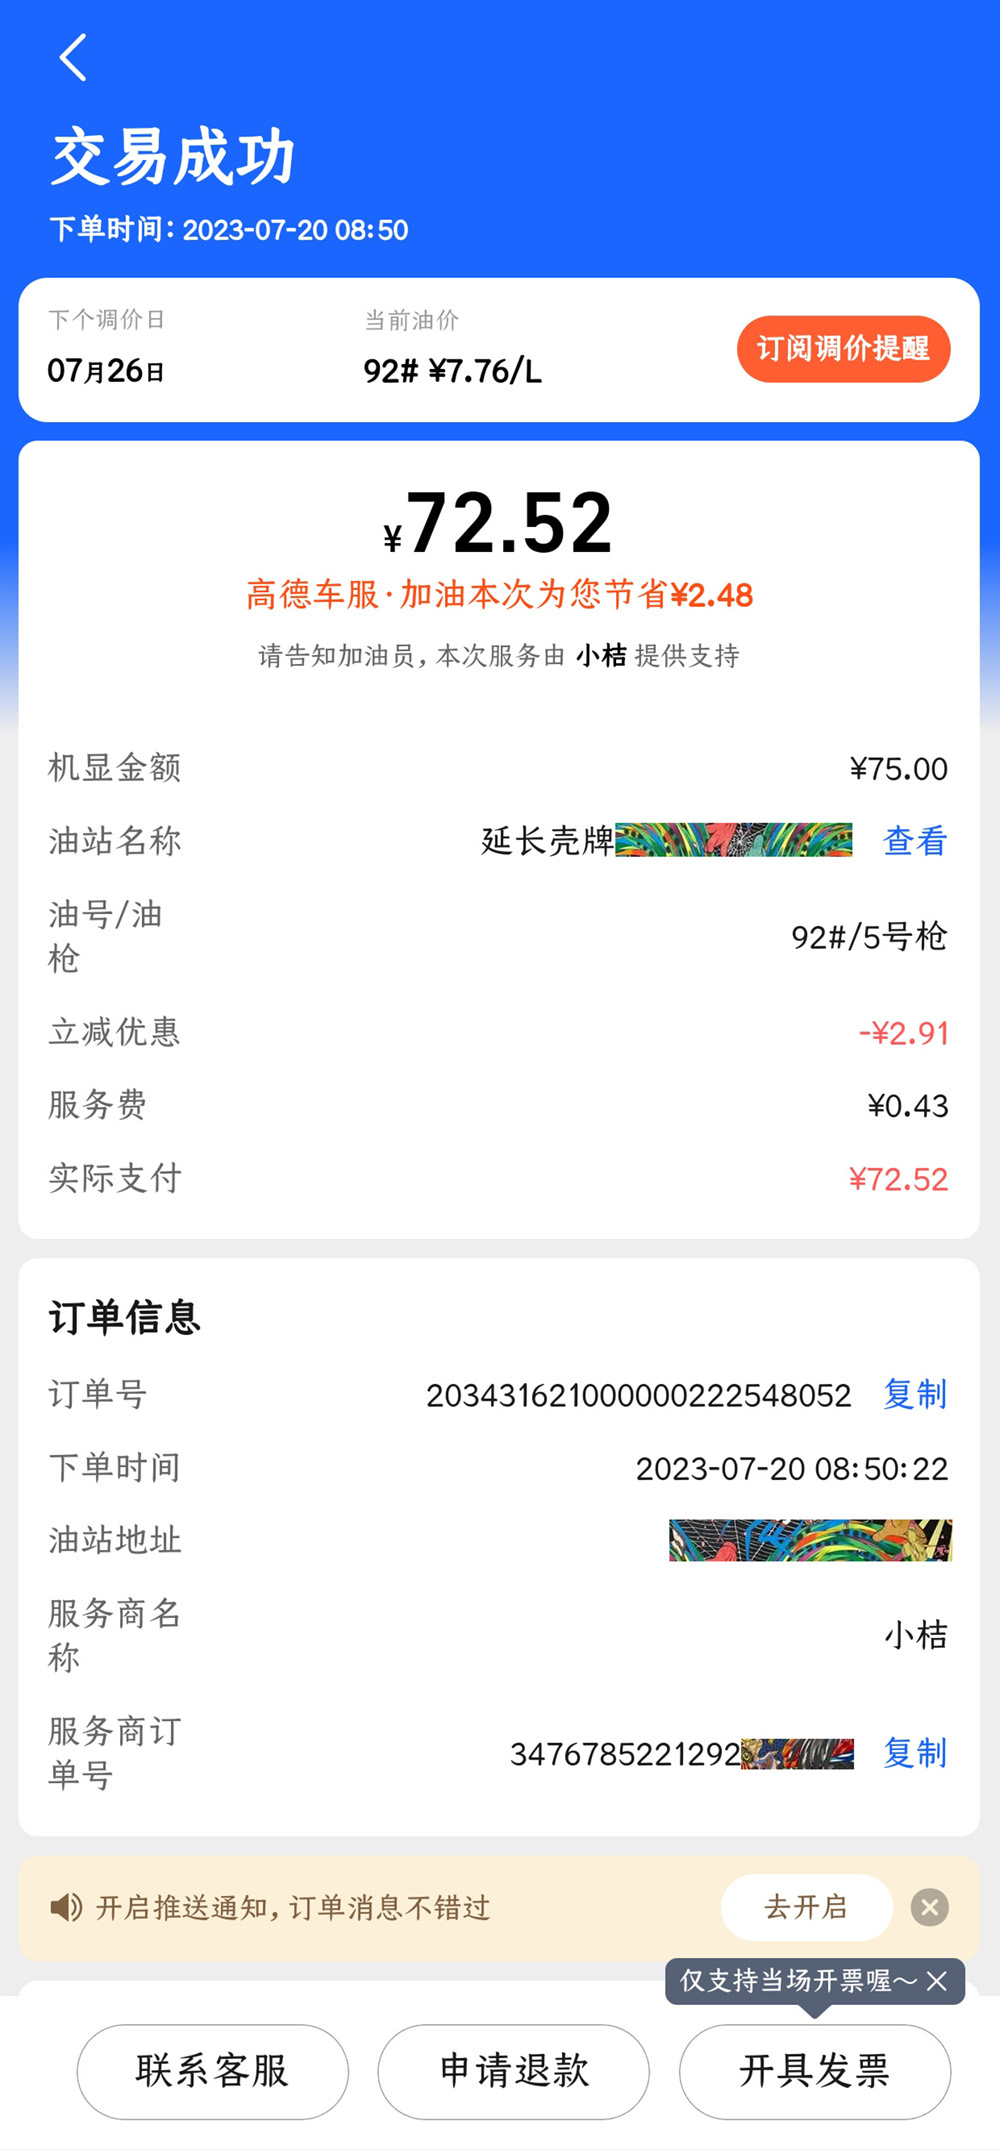 交易成功
下单时间：2023-07-20 08:50
下个调价日 当前油价
07月26日 92# ¥7.76/L 订阅调价提醒
¥72.52
高德车服·加油本次为您节省¥2.48
请告知加油员，本次服务由 小桔 提供支持
机显金额 ¥75.00
油站名称 延长壳牌 查看
油号/油
枪 92#/5号枪
立减优惠 -¥2.91
服务费 ¥0.43
实际支付 ¥72.52
订单信息
订单号 203431621000000222548052 复制
下单时间 2023-07-20 08:50:22
油站地址
服务商名
称 小桔
服务商订
单号 3476785221292 复制
开启推送通知，订单消息不错过 去开启
仅支持当场开票喔～
联系客服 申请退款 开具发票